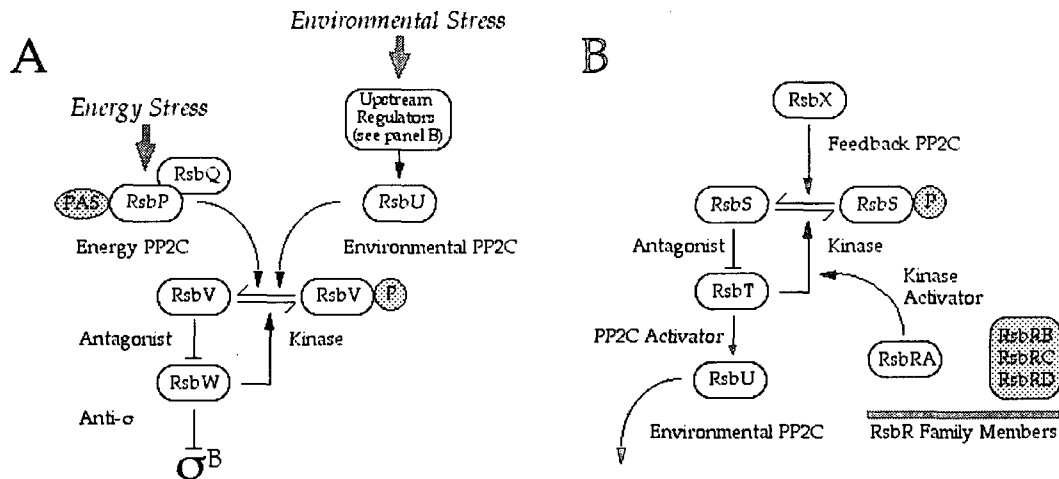 A
Environmental Stress
Energy Stress
Upstream
Regulators
(see panel B)
RsbQ
PAS
RsbP
RsbU
Energy PP2C
Environmental PP2C
RsbV
RsbV
P
Antagonist
Kinase
RsbW
Anti-σ
σB
B
RsbX
Feedback PP2C
RsbS
RsbS
P
Antagonist
Kinase
RsbT
Kinase
Activator
PP2C Activator
RsbU
RsbRA
RsbRB
RsbRC
RsbRD
Environmental PP2C
RsbR Family Members